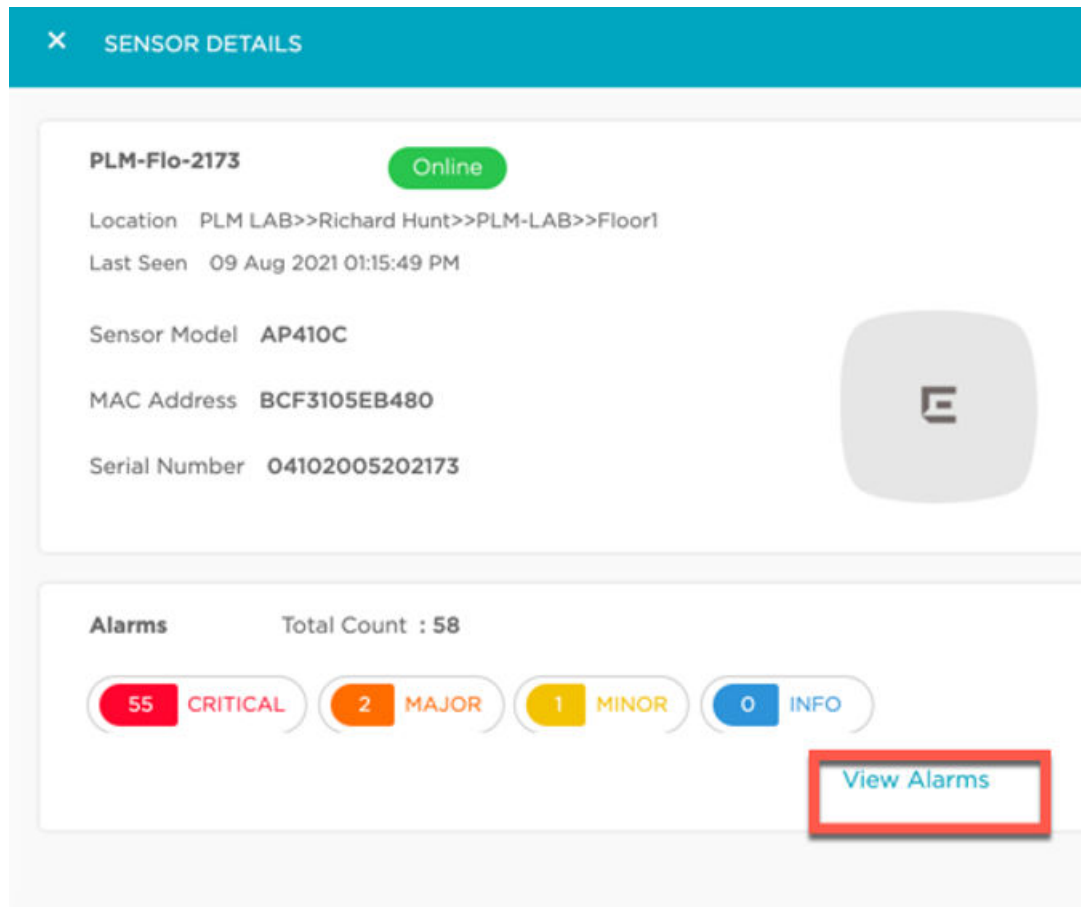 × SENSOR DETAILS
PLM-Flo-2173 Online
Location PLM LAB>>Richard Hunt>>PLM-LAB>>Floor1
Last Seen 09 Aug 2021 01:15:49 PM
Sensor Model AP410C
MAC Address BCF3105EB480
Serial Number 04102005202173
Alarms Total Count : 58
55 CRITICAL 2 MAJOR 1 MINOR 0 INFO
View Alarms